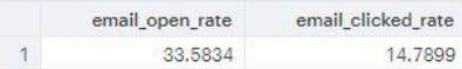 email_open_rate email_clicked_rate
1 33.5834 14.7899